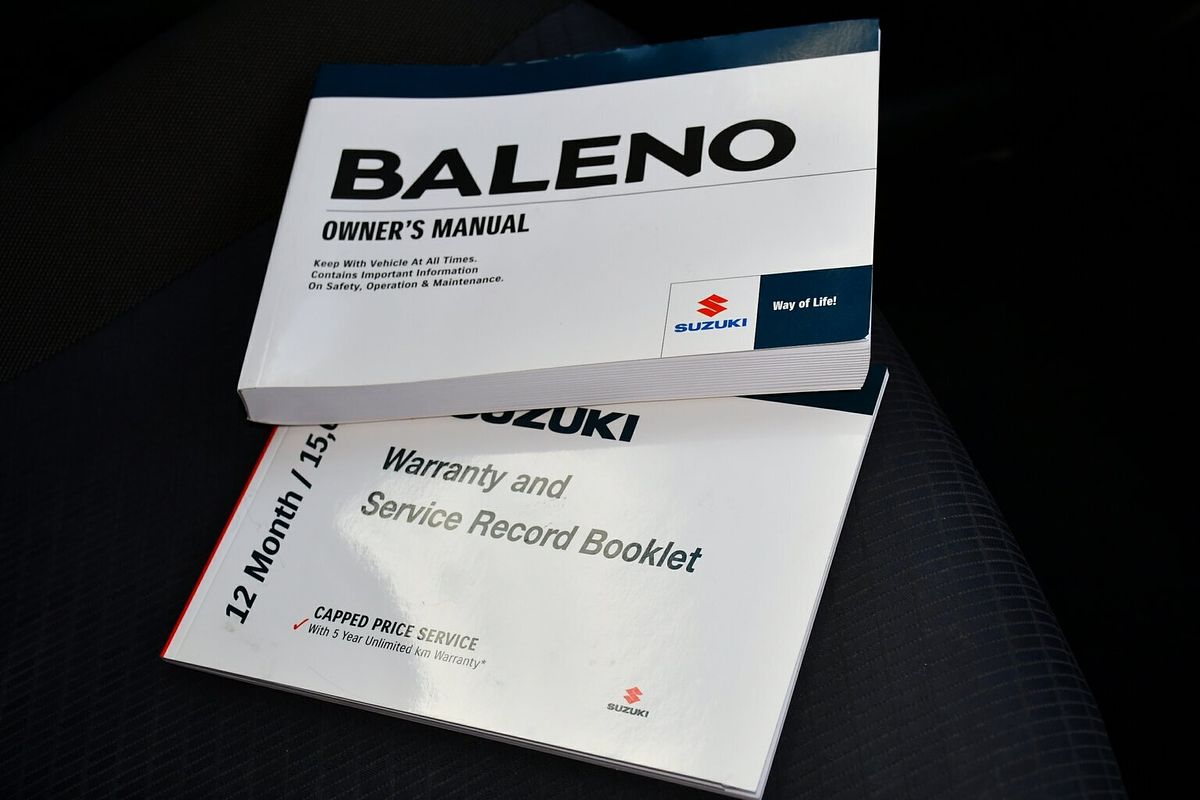 BALENO
OWNER'S MANUAL
Keep With Vehicle At All Times.
Contains Important Information
On Safety, Operation & Maintenance.
SUZUKI
Way of Life!
SUZUKI
Warranty and
Service Record Booklet
12 Month /
CAPPED PRICE SERVICE
With 5 Year Unlimited km Warranty*
SUZUKI